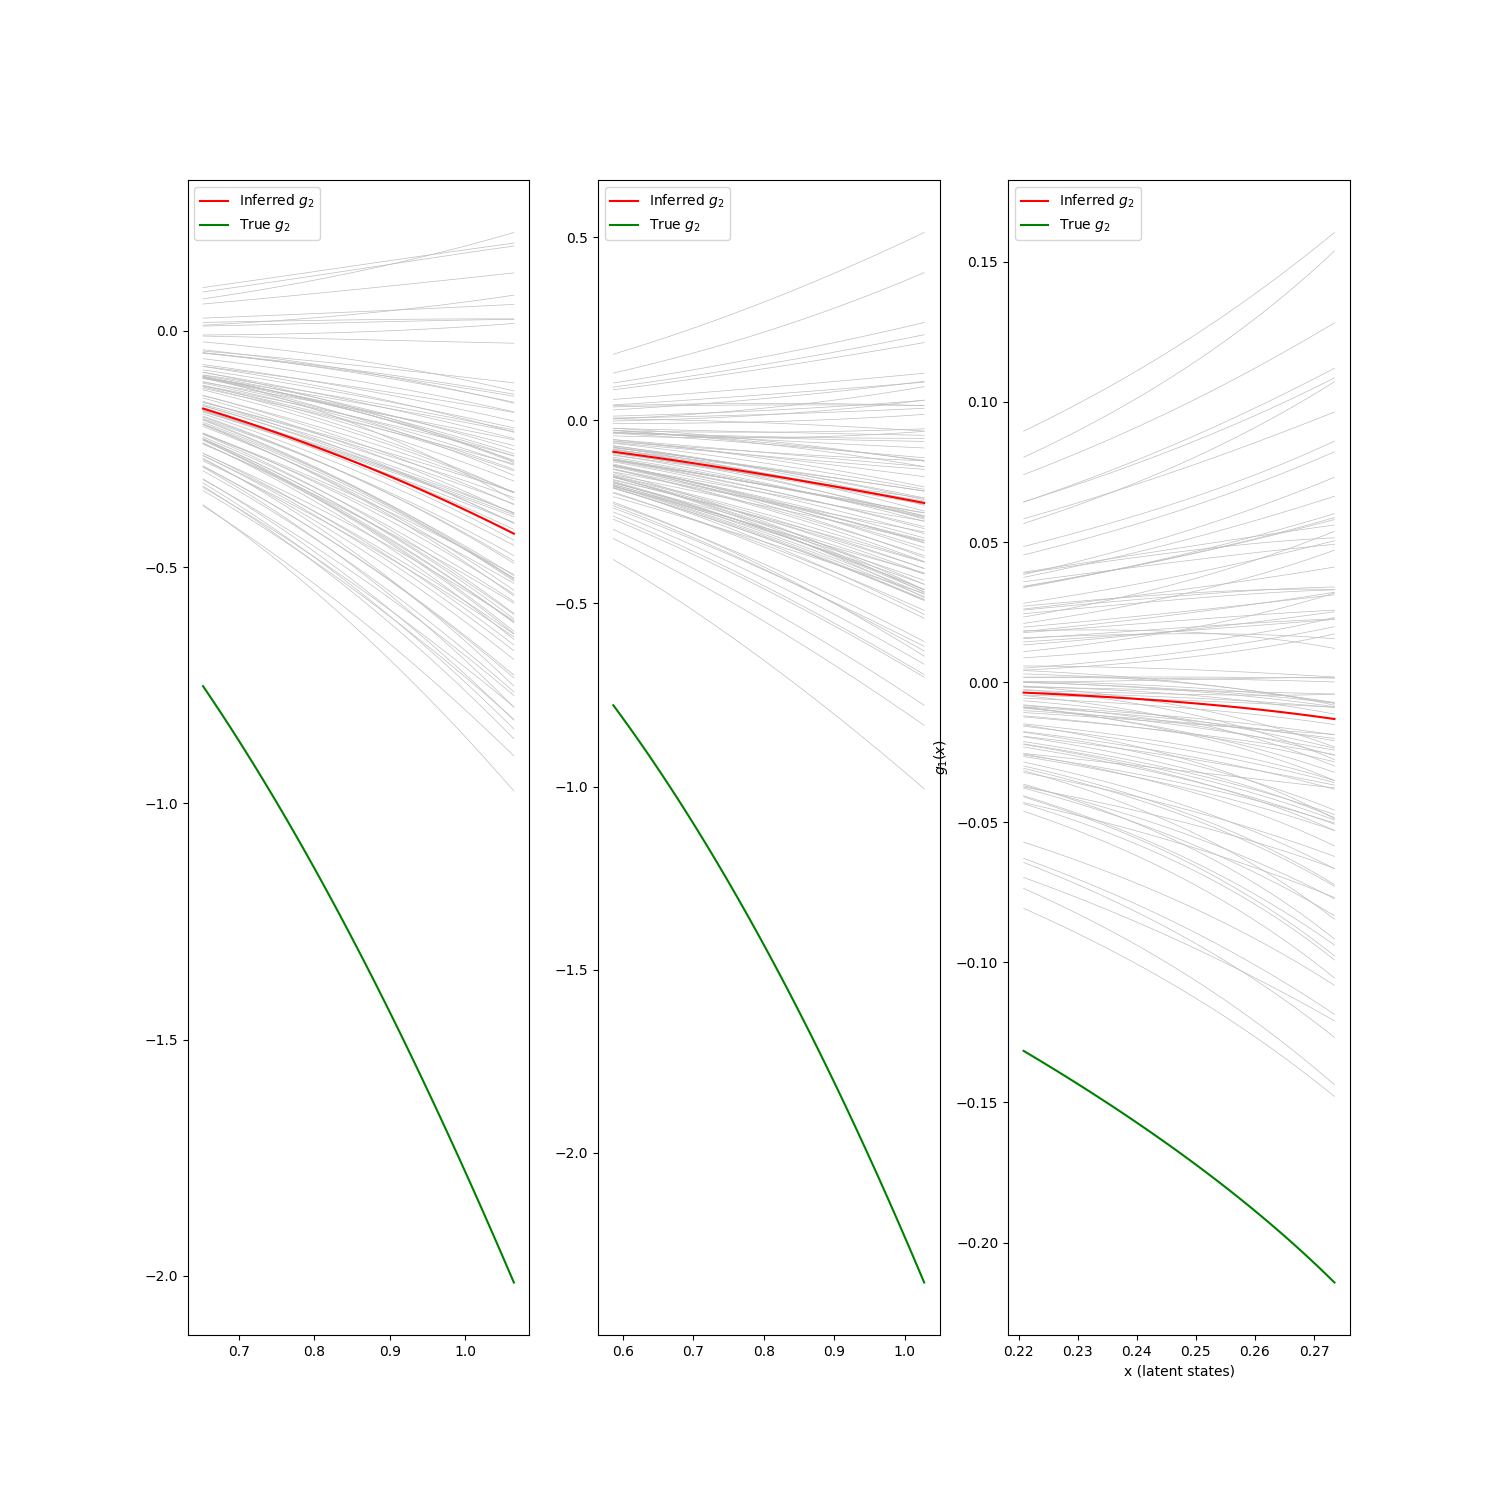 Inferred g₂
True g₂
0.0
−0.5
−1.0
−1.5
−2.0
0.7 0.8 0.9 1.0
Inferred g₂
True g₂
0.5
0.0
−0.5
−1.0
−1.5
−2.0
0.6 0.7 0.8 0.9 1.0
Inferred g₂
True g₂
g₁(x)
0.15
0.10
0.05
0.00
−0.05
−0.10
−0.15
−0.20
0.22 0.23 0.24 0.25 0.26 0.27
x (latent states)